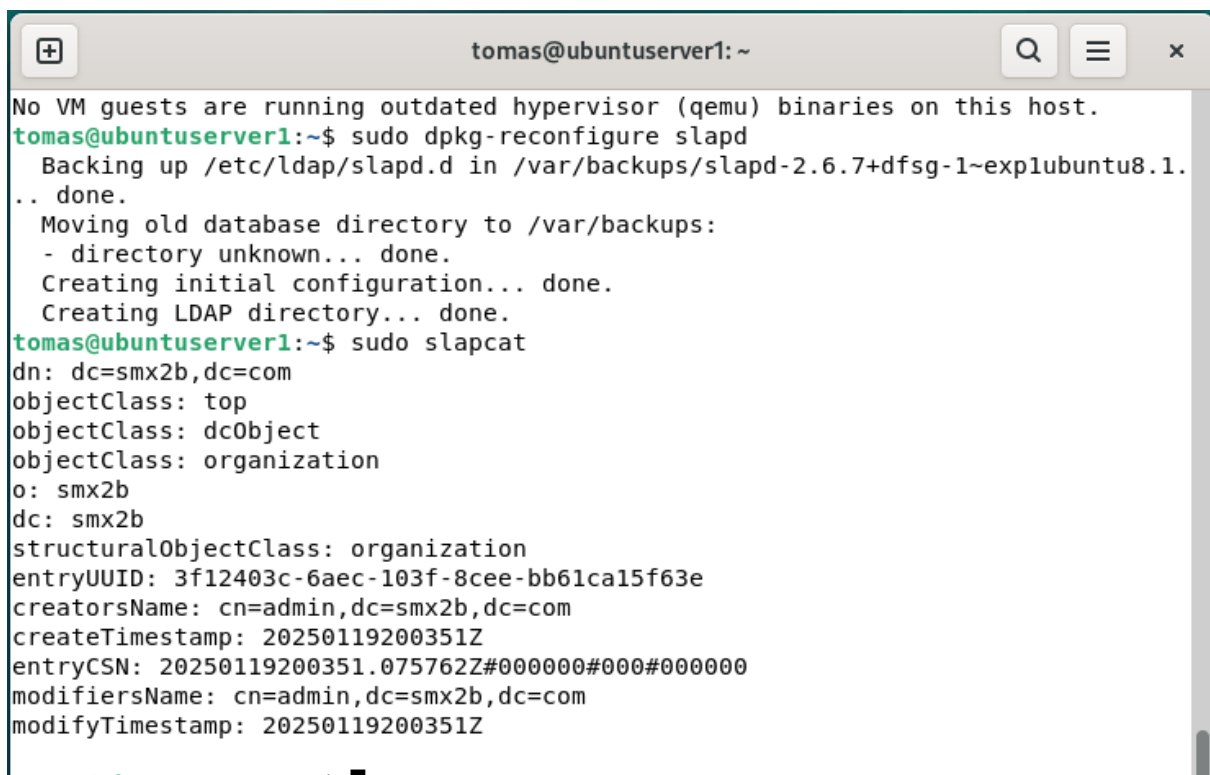 tomas@ubuntuserver1: ~
No VM guests are running outdated hypervisor (qemu) binaries on this host.
tomas@ubuntuserver1:~$ sudo dpkg-reconfigure slapd
  Backing up /etc/ldap/slapd.d in /var/backups/slapd-2.6.7+dfsg-1~exp1ubuntu8.1.
.. done.
  Moving old database directory to /var/backups:
  - directory unknown... done.
  Creating initial configuration... done.
  Creating LDAP directory... done.
tomas@ubuntuserver1:~$ sudo slapcat
dn: dc=smx2b,dc=com
objectClass: top
objectClass: dcObject
objectClass: organization
o: smx2b
dc: smx2b
structuralObjectClass: organization
entryUUID: 3f12403c-6aec-103f-8cee-bb61ca15f63e
creatorsName: cn=admin,dc=smx2b,dc=com
createTimestamp: 20250119200351Z
entryCSN: 20250119200351.075762Z#000000#000#000000
modifiersName: cn=admin,dc=smx2b,dc=com
modifyTimestamp: 20250119200351Z